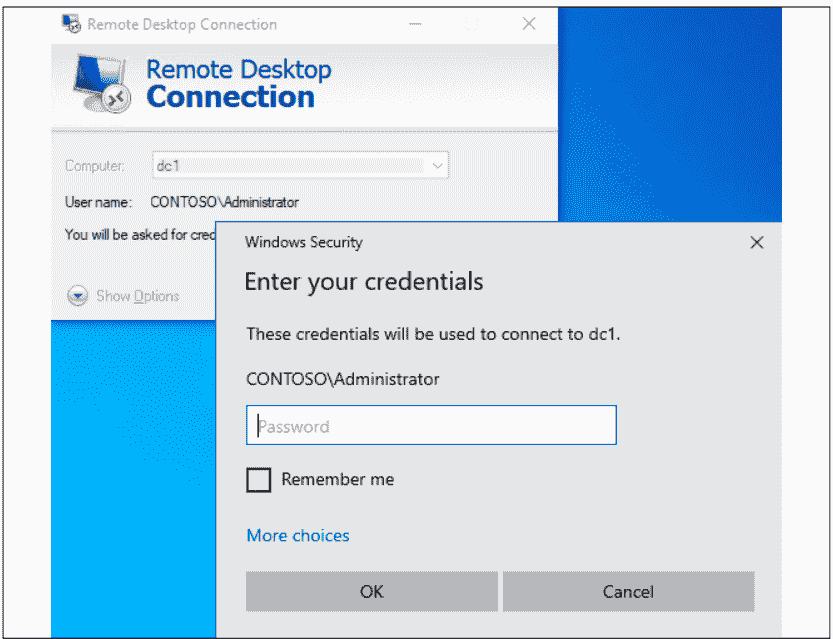 Remote Desktop Connection
Remote Desktop
Connection
Computer: dc1
User name: CONTOSO\Administrator
You will be asked for cred
Show Options
Windows Security
Enter your credentials
These credentials will be used to connect to dc1.
CONTOSO\Administrator
Password
Remember me
More choices
OK Cancel